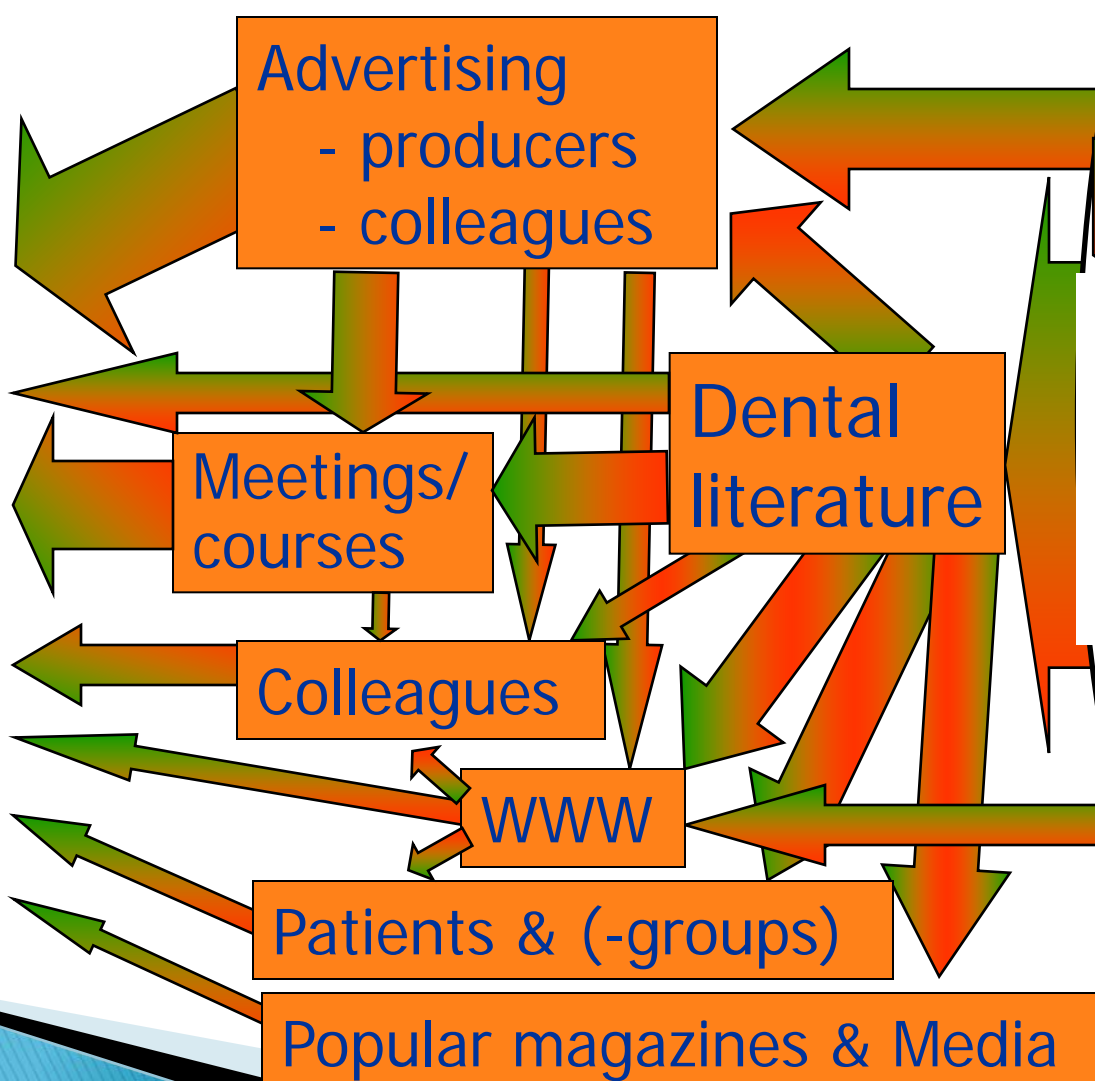 Advertising
- producers
- colleagues
Dental
literature
Meetings/
courses
Colleagues
WWW
Patients & (-groups)
Popular magazines & Media